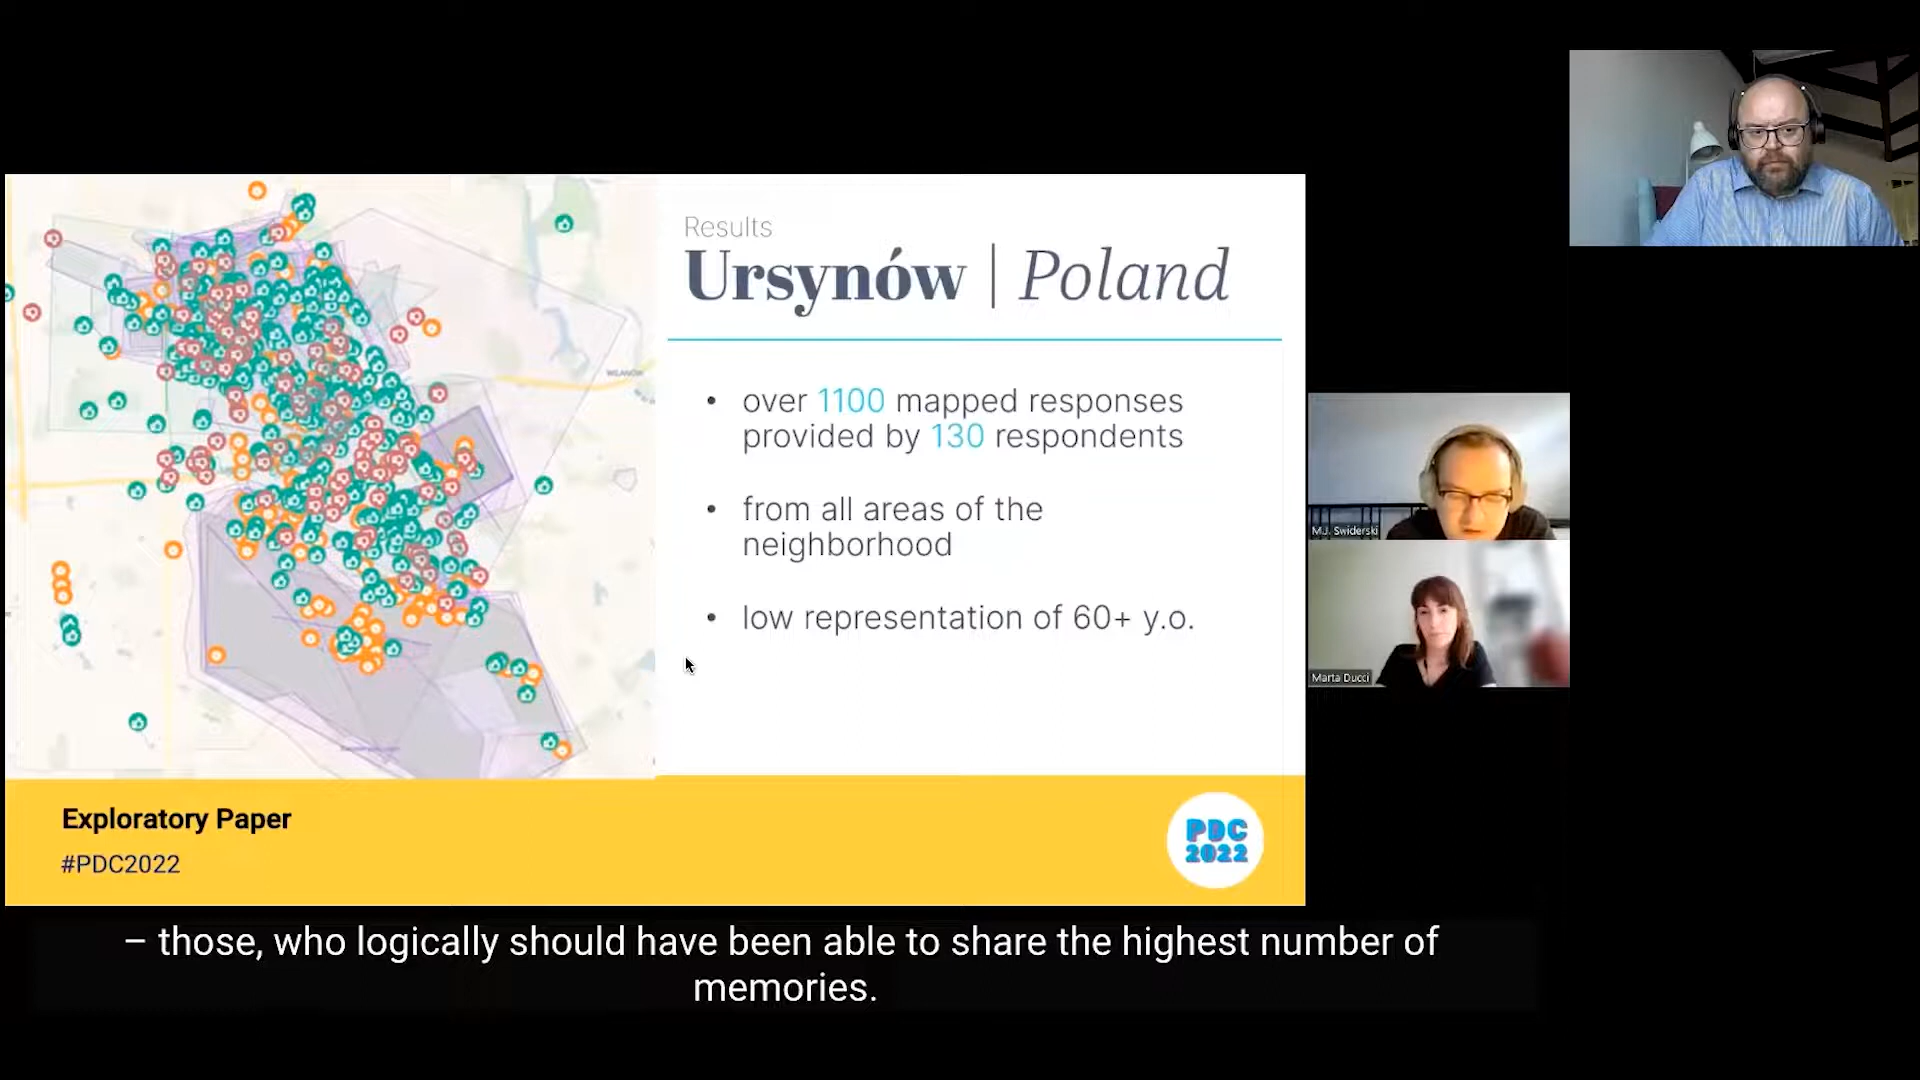 Results
Ursynów | Poland
• over 1100 mapped responses
provided by 130 respondents
• from all areas of the
neighborhood
• low representation of 60+ y.o.
WILANÓW
M.J. Swiderski
Marta Ducci
Exploratory Paper
#PDC2022
PDC
2022
– those, who logically should have been able to share the highest number of
memories.